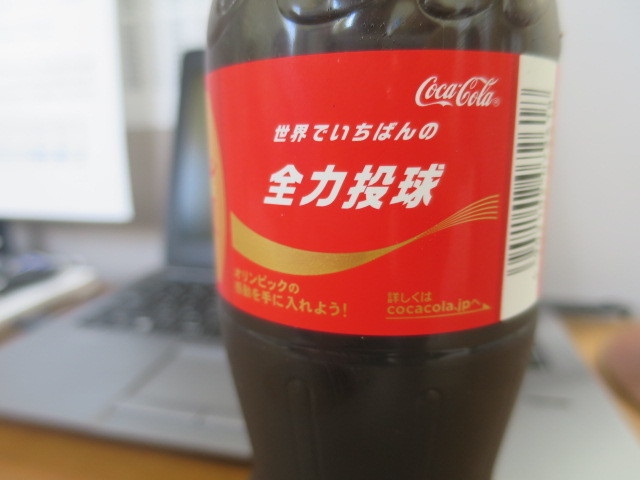 Coca-Cola®
世界でいちばんの
全力投球
オリンピックの
感動を手に入れよう!
詳しくは
cocacola.jpへ